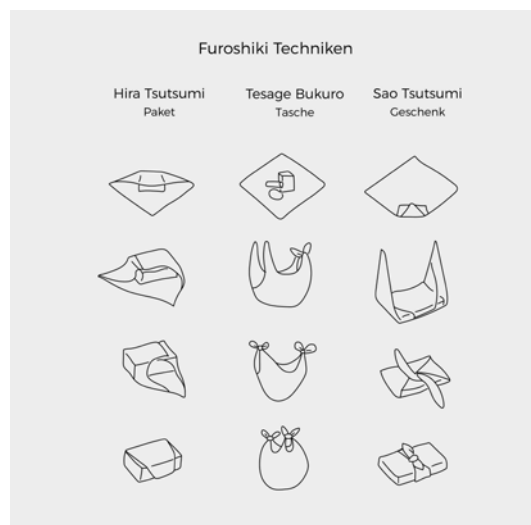 Furoshiki Techniken
Hira Tsutsumi
Paket
Tesage Bukuro
Tasche
Sao Tsutsumi
Geschenk